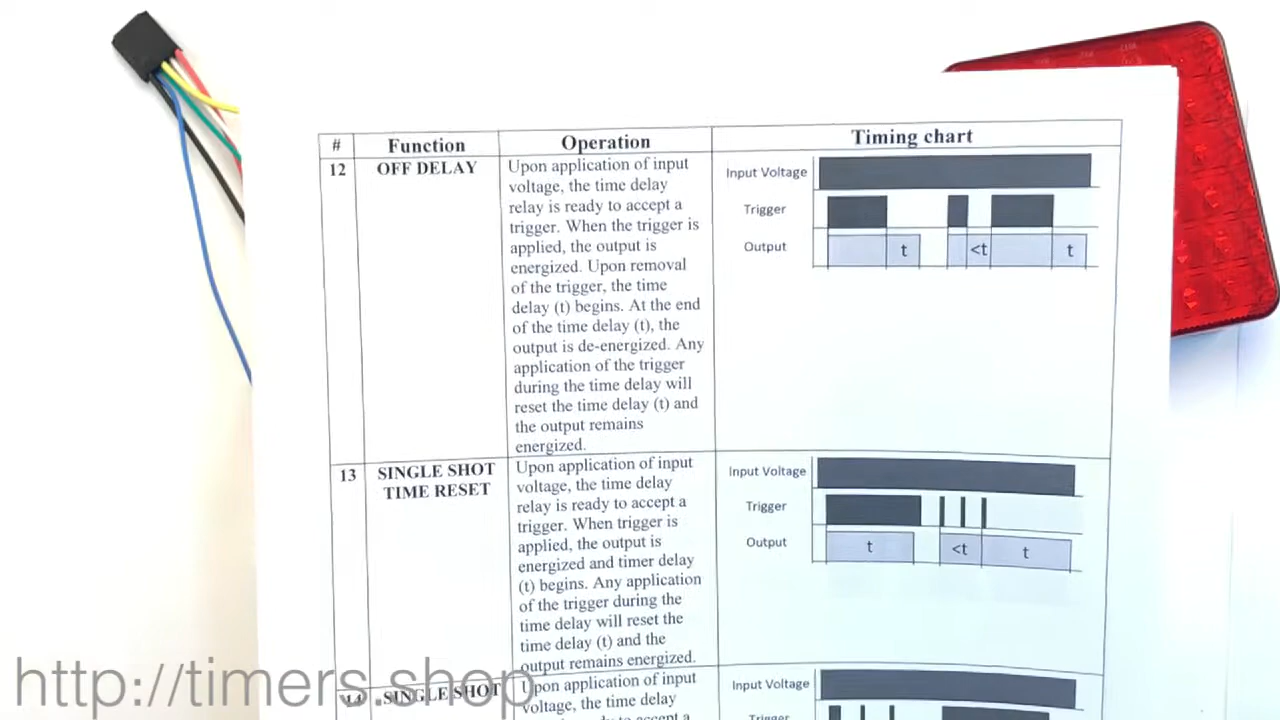 # Function Operation Timing chart
12 OFF DELAY
Upon application of input
voltage, the time delay
relay is ready to accept a
trigger. When the trigger is
applied, the output is
energized. Upon removal
of the trigger, the time
delay (t) begins. At the end
of the time delay (t), the
output is de-energized. Any
application of the trigger
during the time delay will
reset the time delay (t) and
the output remains
energized.
Input Voltage
Trigger
Output t <t t
13 SINGLE SHOT
TIME RESET
Upon application of input
voltage, the time delay
relay is ready to accept a
trigger. When trigger is
applied, the output is
energized and timer delay
(t) begins. Any application
of the trigger during the
time delay will reset the
time delay (t) and the
output remains energized.
Input Voltage
Trigger
Output t <t t
14 SINGLE SHOT
Upon application of input
voltage, the time delay
relay is ready to accept a
Input Voltage
Trigger
http://timers.shop